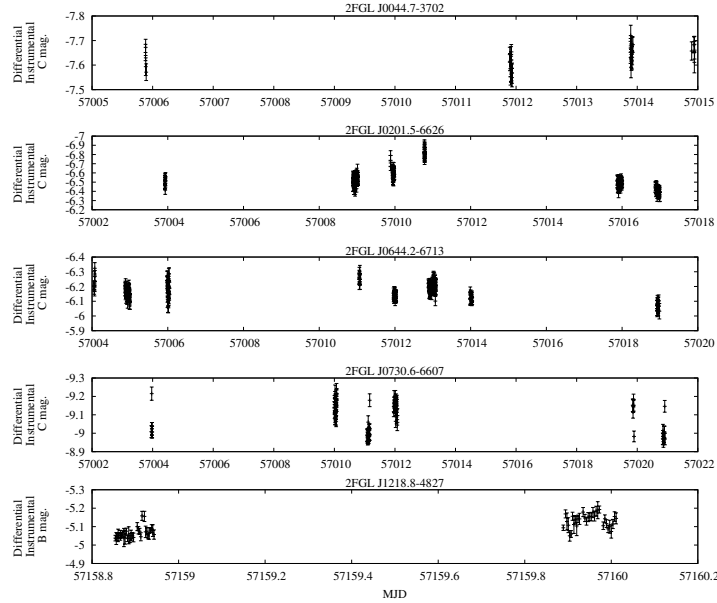 2FGL J0044.7-3702
Differential
Instrumental
C mag.
-7.8
-7.7
-7.6
-7.5
57005 57006 57007 57008 57009 57010 57011 57012 57013 57014 57015
2FGL J0201.5-6626
Differential
Instrumental
C mag.
-7
-6.9
-6.8
-6.7
-6.6
-6.5
-6.4
-6.3
-6.2
57002 57004 57006 57008 57010 57012 57014 57016 57018
2FGL J0644.2-6713
Differential
Instrumental
C mag.
-6.4
-6.3
-6.2
-6.1
-6
-5.9
57004 57006 57008 57010 57012 57014 57016 57018 57020
2FGL J0730.6-6607
Differential
Instrumental
C mag.
-9.3
-9.2
-9.1
-9
-8.9
57002 57004 57006 57008 57010 57012 57014 57016 57018 57020 57022
2FGL J1218.8-4827
Differential
Instrumental
B mag.
-5.3
-5.2
-5.1
-5
-4.9
57158.8 57159 57159.2 57159.4 57159.6 57159.8 57160 57160.2
MJD